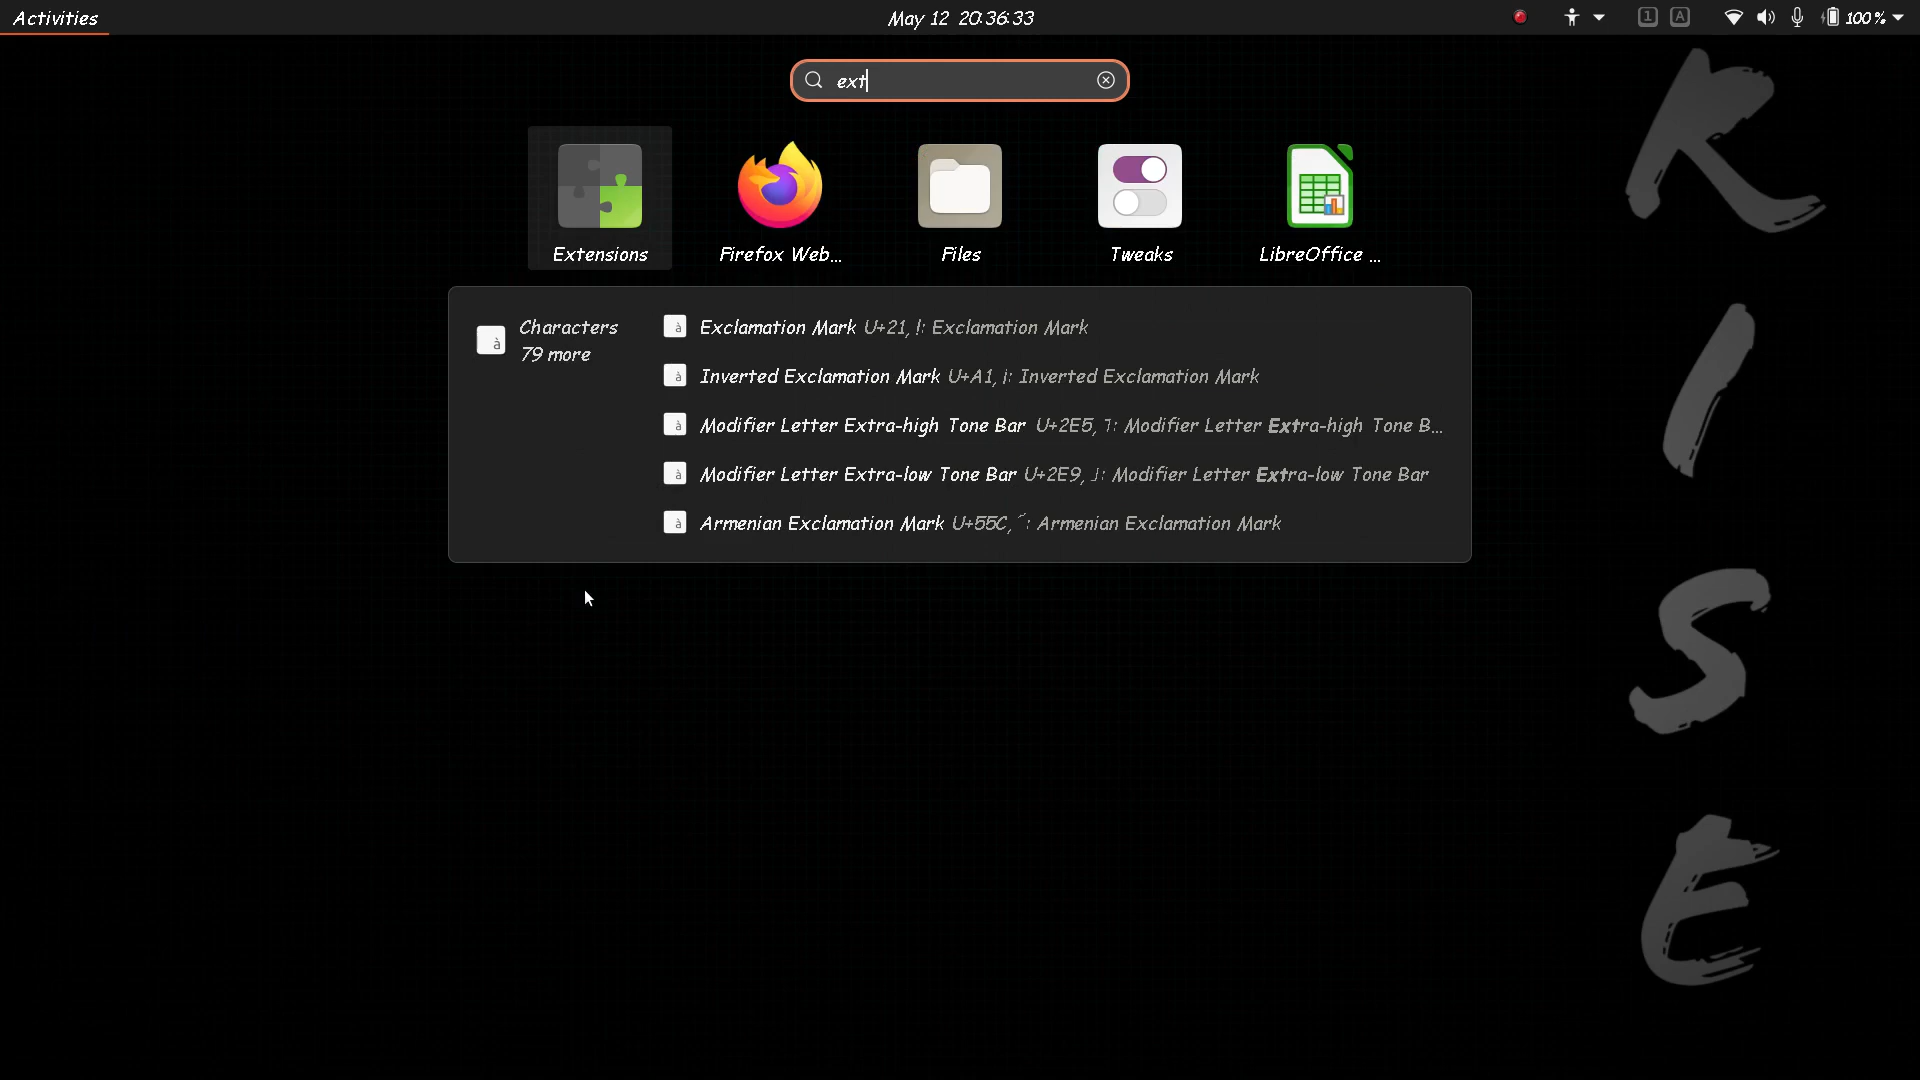 Activities
May 12 20:36:33
1
A
100 %
ext
Extensions
Firefox Web...
Files
Tweaks
LibreOffice ...
Characters
79 more
Exclamation Mark U+21, !: Exclamation Mark
Inverted Exclamation Mark U+A1, ¡: Inverted Exclamation Mark
Modifier Letter Extra-high Tone Bar U+2E5, ˥: Modifier Letter Extra-high Tone B...
Modifier Letter Extra-low Tone Bar U+2E9, ˩: Modifier Letter Extra-low Tone Bar
Armenian Exclamation Mark U+55C, ՜: Armenian Exclamation Mark
K
I
S
E